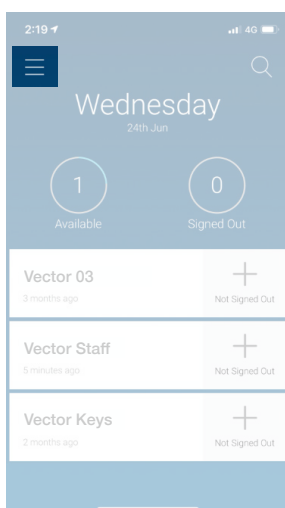 2:19 4G
Wednesday
24th Jun
1 0
Available Signed Out
Vector 03
3 months ago Not Signed Out
Vector Staff
5 minutes ago Not Signed Out
Vector Keys
2 months ago Not Signed Out